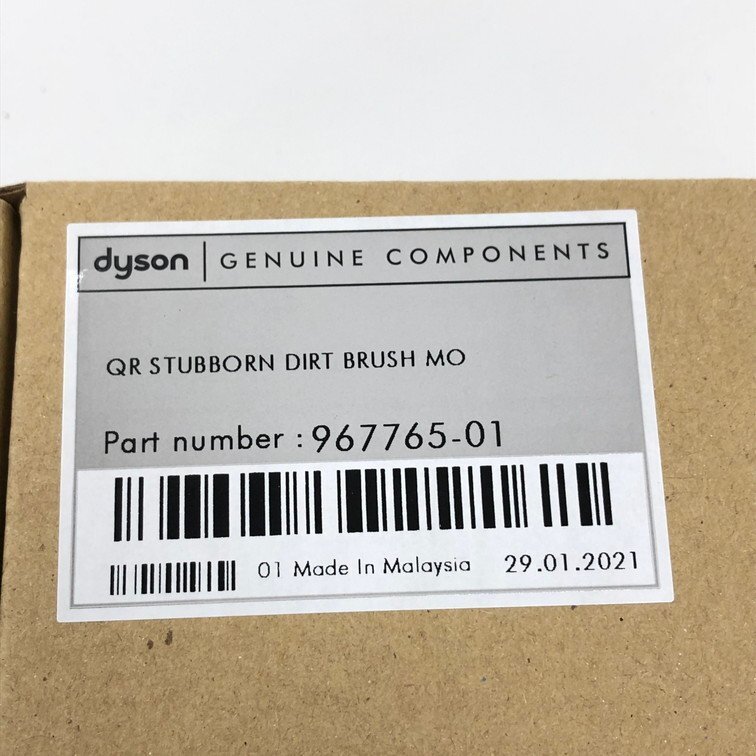 dyson | GENUINE COMPONENTS
QR STUBBORN DIRT BRUSH MO
Part number : 967765-01
01 Made In Malaysia 29.01.2021